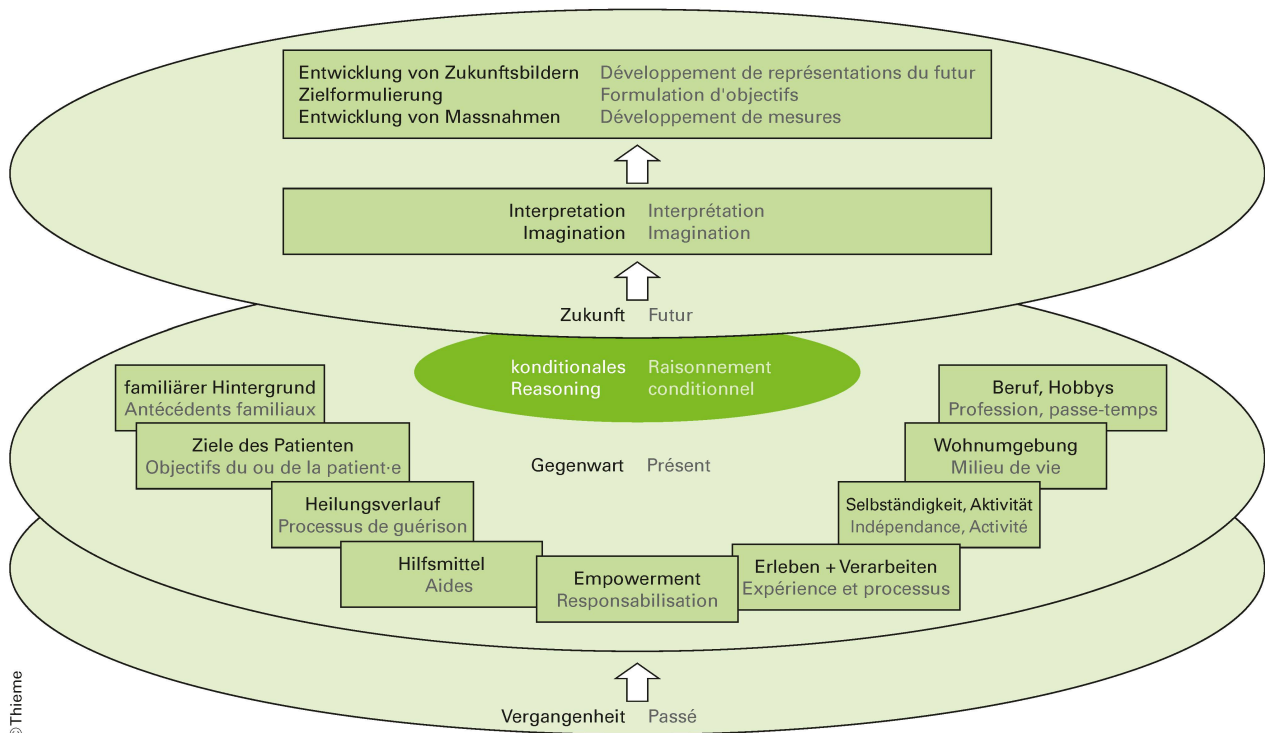 Entwicklung von Zukunftsbildern Développement de représentations du futur
Zielformulierung Formulation d'objectifs
Entwicklung von Massnahmen Développement de mesures
Interpretation Interprétation
Imagination Imagination
Zukunft Futur
konditionales Raisonnement
Reasoning conditionnel
familiärer Hintergrund
Antécédents familiaux
Ziele des Patienten
Objectifs du ou de la patient·e
Heilungsverlauf
Processus de guérison
Hilfsmittel
Aides
Gegenwart Présent
Empowerment
Responsabilisation
Beruf, Hobbys
Profession, passe-temps
Wohnumgebung
Milieu de vie
Selbständigkeit, Aktivität
Indépendance, Activité
Erleben + Verarbeiten
Expérience et processus
Vergangenheit Passé
©Thieme